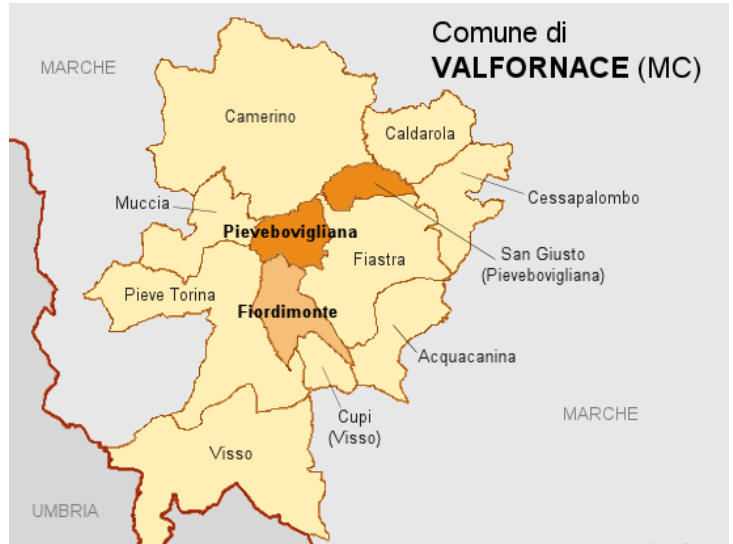 Comune di
VALFORNACE (MC)
MARCHE
Camerino
Caldarola
Cessapalombo
Muccia
Pievebovigliana
San Giusto
(Pievebovigliana)
Fiastra
Pieve Torina
Fiordimonte
Acquacanina
Cupi
(Visso)
MARCHE
Visso
UMBRIA